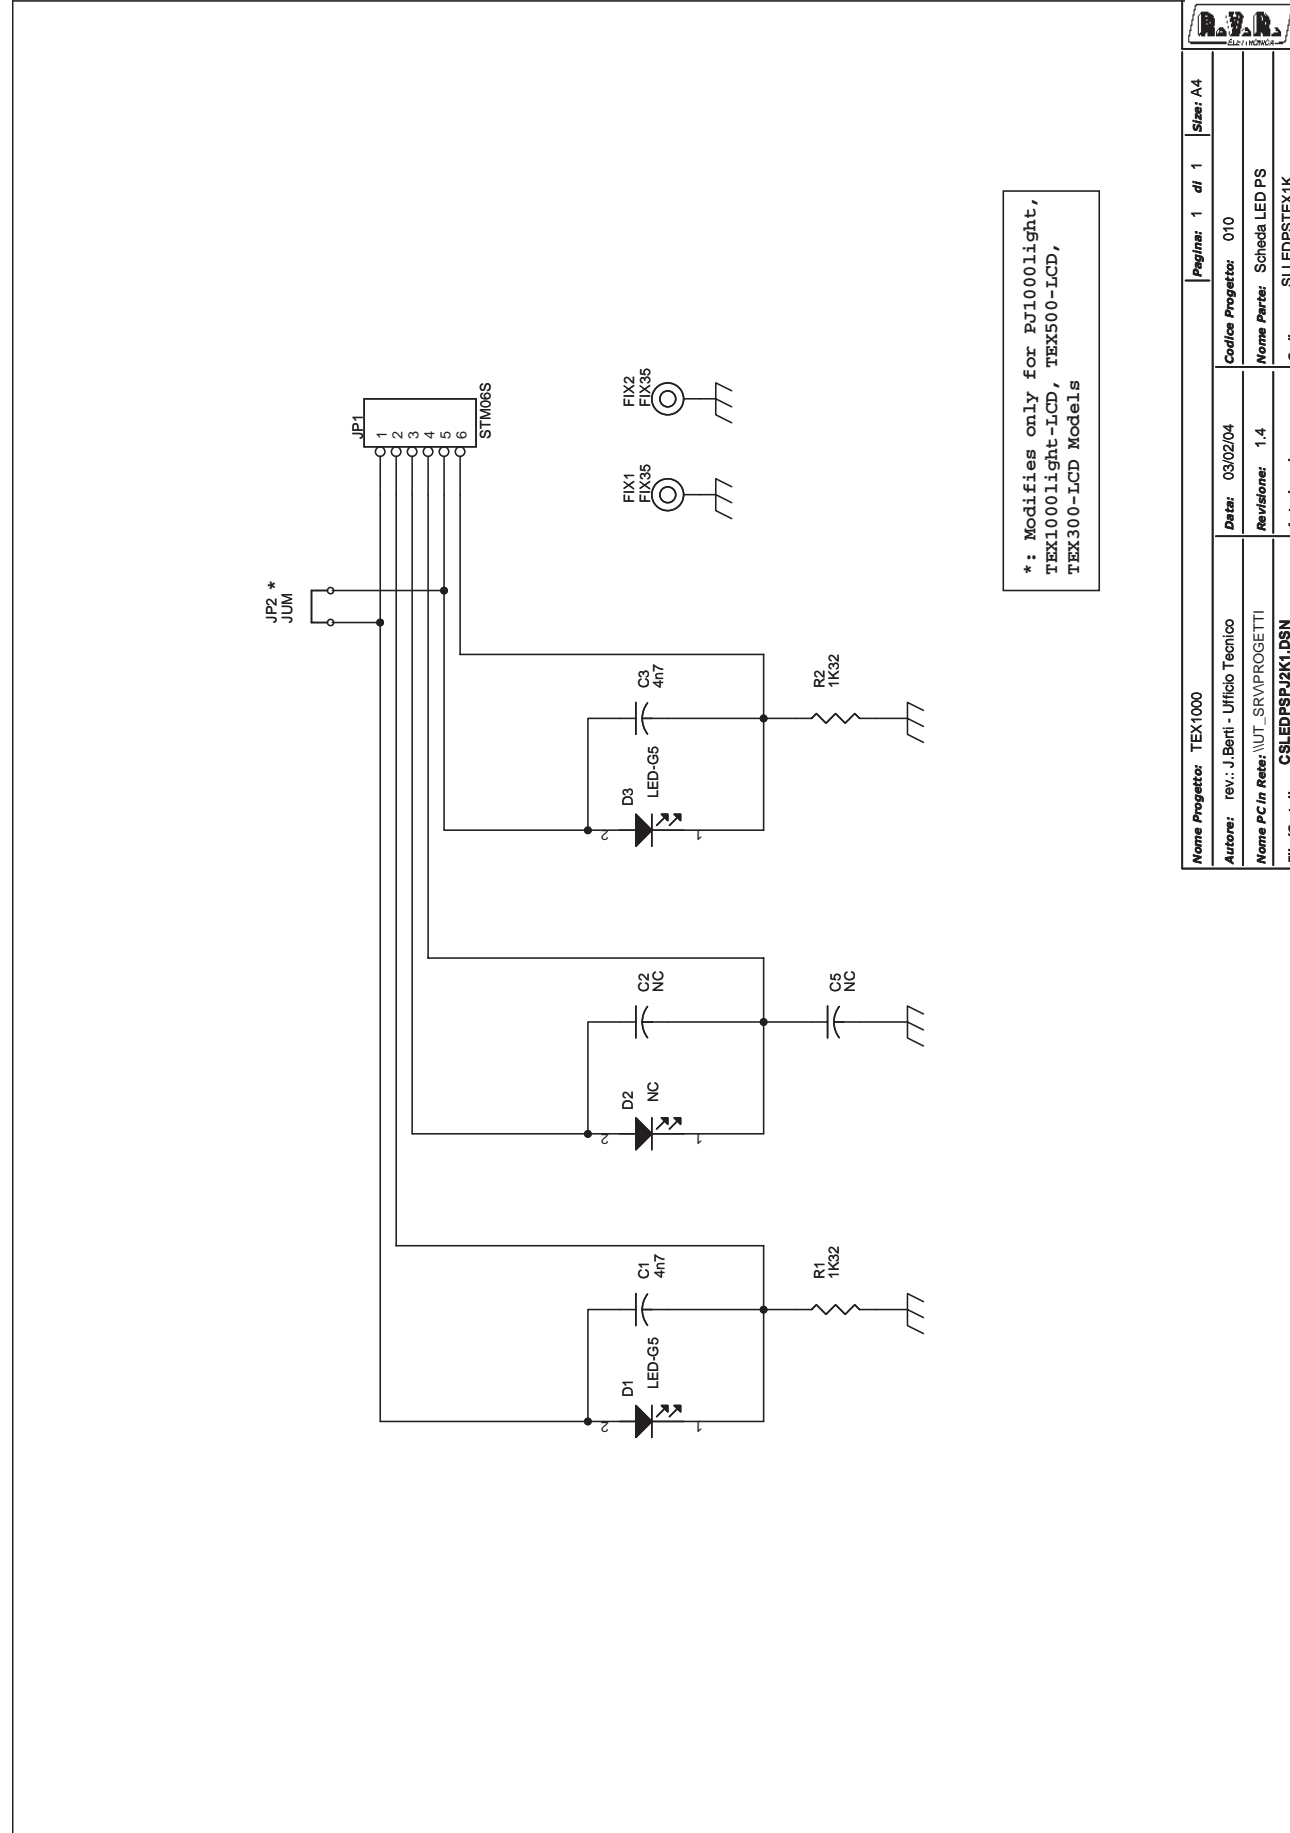 JP2 *
JUM
JP1
1
2
3
4
5
6
STM06S
FIX1
FIX35
FIX2
FIX35
D1
LED-G5
2
1
C1
4n7
R1
1K32
D2
NC
2
1
C2
NC
C5
NC
D3
LED-G5
2
1
C3
4n7
R2
1K32
*: Modifies only for PJ1000light,
TEX1000light-LCD, TEX500-LCD,
TEX300-LCD Models
Nome Progetto: TEX1000
Pagina: 1 di 1
Size: A4
Autore: rev.: J.Berti - Ufficio Tecnico
Data: 03/02/04
Codice Progetto: 010
Nome PC in Rete: \\UT_SRV\PROGETTI
Revisione: 1.4
Nome Parte: Scheda LED PS
CSLEDPSPJ2K1.DSN
SLLEDPSTEX1K
R.V.R.
ELETTRONICA